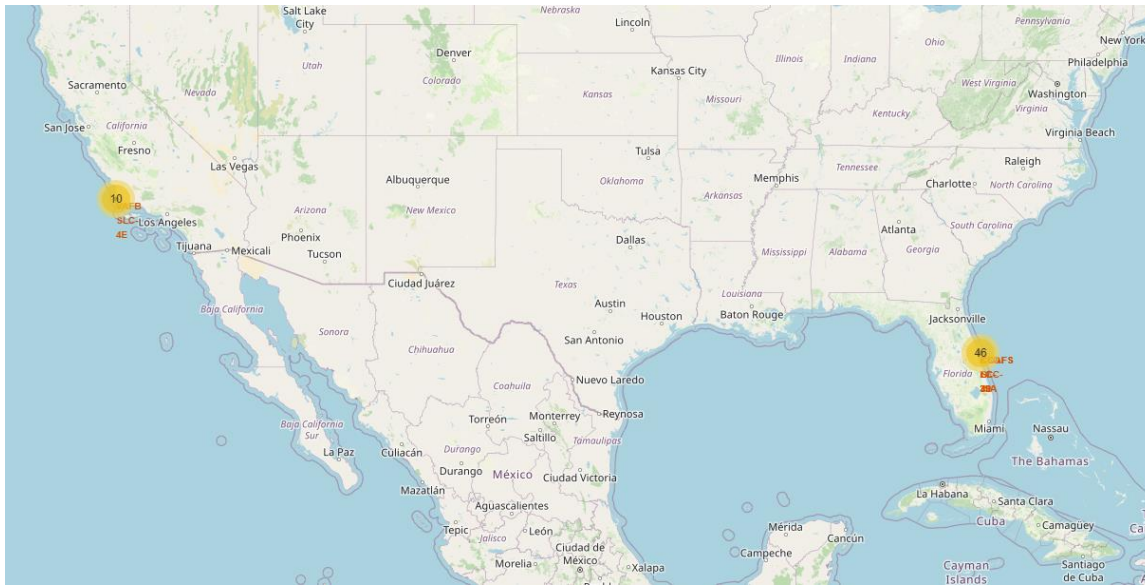 Salt Lake
City
Nebraska
Lincoln
Pennsylvania
New York
Ohio
Philadelphia
Denver
Utah
Colorado
Kansas City
Illinois
Indiana
Sacramento
Nevada
Kansas
Missouri
West Virginia
Washington
Virginia
Kentucky
San Jose
California
Virginia Beach
Fresno
Las Vegas
Tulsa
Tennessee
Raleigh
Albuquerque
Oklahoma
Memphis
Charlotte
North Carolina
10
Arizona
New Mexico
Arkansas
SLC-
4E
Los Angeles
Phoenix
South Carolina
Atlanta
Tijuana
Mexicali
Tucson
Dallas
Mississippi
Alabama
Georgia
Ciudad Juárez
Texas
Louisiana
Baja California
Austin
Houston
Baton Rouge
Jacksonville
Sonora
San Antonio
Chihuahua
46
Florida
Coahuila
Nuevo Laredo
Torreón
Monterrey
Reynosa
Baja California
Sur
Saltillo
Tamaulipas
Miami
Nassau
La Paz
Culiacán
Durango
Durango
México
Ciudad Victoria
The Bahamas
Mazatlán
La Habana
Santa Clara
Aguascalientes
Cuba
Camagüey
Tepic
Jalisco
León
Mérida
Cancún
Morelia
Ciudad de
México
Xalapa
Campeche
Cayman
Islands
Santiago
de Cuba